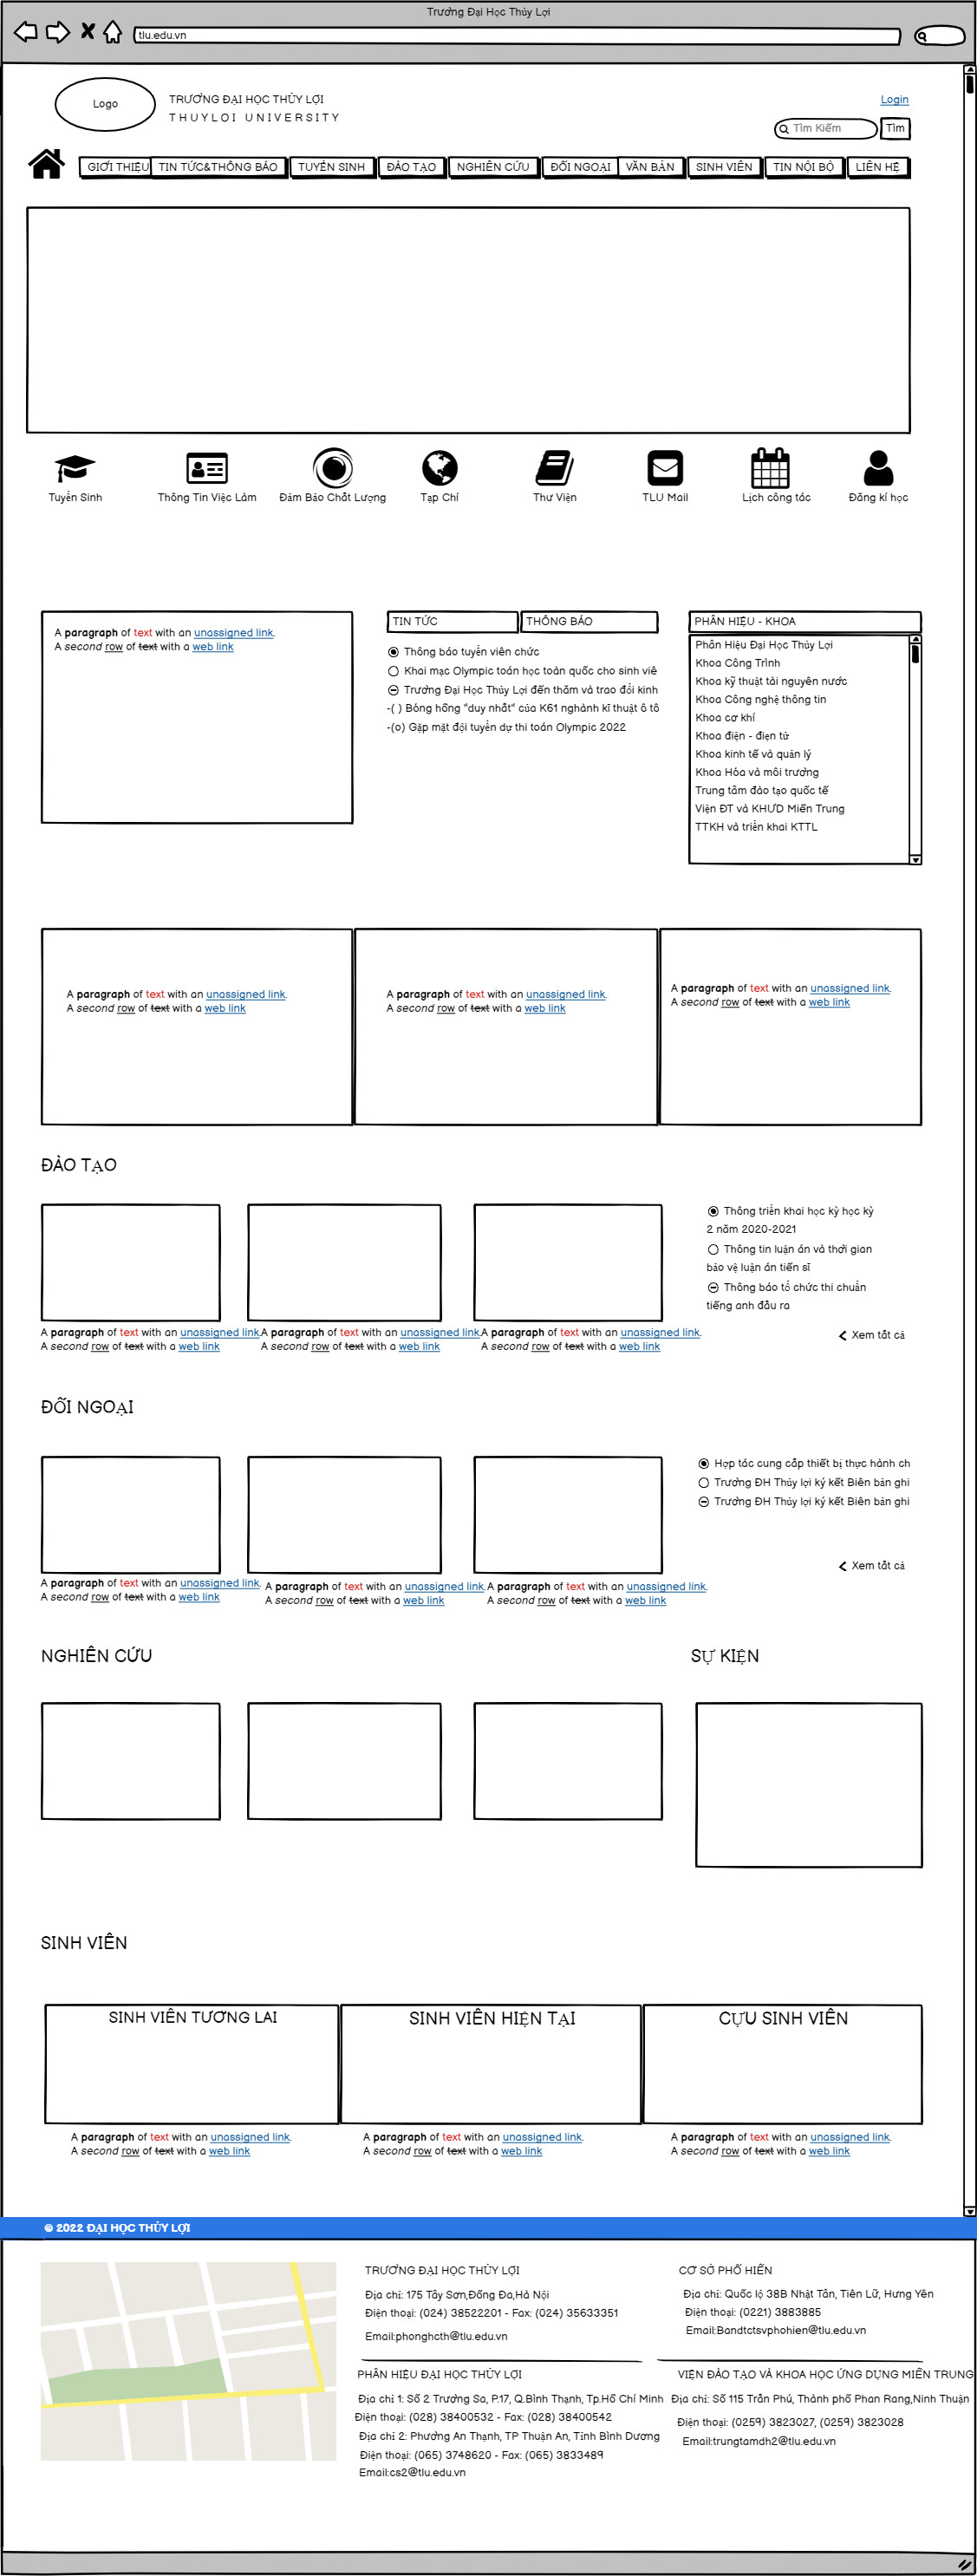 Trường Đại Học Thủy Lợi
tlu.edu.vn
Logo
TRƯỜNG ĐẠI HỌC THỦY LỢI
THUYLOI UNIVERSITY
Login
Tìm Kiếm
Tìm
GIỚI THIỆU TIN TỨC&THÔNG BÁO TUYỂN SINH ĐÀO TẠO NGHIÊN CỨU ĐỐI NGOẠI VĂN BẢN SINH VIÊN TIN NỘI BỘ LIÊN HỆ
Tuyển Sinh Thông Tin Việc Làm Đảm Bảo Chất Lượng Tạp Chí Thư Viện TLU Mail Lịch công tác Đăng kí học
A paragraph of text with an unassigned link.
A second row of text with a web link
TIN TỨC THÔNG BÁO
Thông báo tuyển viên chức
Khai mạc Olympic toán học toàn quốc cho sinh viê
Trường Đại Học Thủy Lợi đến thăm và trao đổi kinh
-( ) Bóng hồng "duy nhất" của K61 nghành kĩ thuật ô tô
-(o) Gặp mặt đội tuyển dự thi toán Olympic 2022
PHÂN HIỆU - KHOA
Phân Hiệu Đại Học Thủy Lợi
Khoa Công Trình
Khoa kỹ thuật tài nguyên nước
Khoa Công nghệ thông tin
Khoa cơ khí
Khoa điện - điẹn tử
Khoa kinh tế và quản lý
Khoa Hóa và môi trường
Trung tâm đào tạo quốc tế
Viện ĐT và KHƯD Miền Trung
TTKH và triển khai KTTL
A paragraph of text with an unassigned link.
A second row of text with a web link
A paragraph of text with an unassigned link.
A second row of text with a web link
A paragraph of text with an unassigned link.
A second row of text with a web link
ĐÀO TẠO
A paragraph of text with an unassigned link.
A second row of text with a web link
A paragraph of text with an unassigned link.
A second row of text with a web link
A paragraph of text with an unassigned link.
A second row of text with a web link
Thông triển khai học kỳ học kỳ
2 năm 2020-2021
Thông tin luận án và thời gian
bảo vệ luận án tiến sĩ
Thông báo tổ chức thi chuẩn
tiếng anh đầu ra
Xem tất cả
ĐỐI NGOẠI
A paragraph of text with an unassigned link.
A second row of text with a web link
A paragraph of text with an unassigned link.
A second row of text with a web link
A paragraph of text with an unassigned link.
A second row of text with a web link
Hợp tác cung cấp thiết bị thực hành ch
Trường ĐH Thủy lợi ký kết Biên bản ghi
Trường ĐH Thủy lợi ký kết Biên bản ghi
Xem tất cả
NGHIÊN CỨU
SỰ KIỆN
SINH VIÊN
SINH VIÊN TƯƠNG LAI
SINH VIÊN HIỆN TẠI
CỰU SINH VIÊN
A paragraph of text with an unassigned link.
A second row of text with a web link
A paragraph of text with an unassigned link.
A second row of text with a web link
A paragraph of text with an unassigned link.
A second row of text with a web link
© 2022 ĐẠI HỌC THỦY LỢI
TRƯỜNG ĐẠI HỌC THỦY LỢI
Địa chỉ: 175 Tây Sơn,Đống Đa,Hà Nội
Điện thoại: (024) 38522201 - Fax: (024) 35633351
Email:phonghcth@tlu.edu.vn
CƠ SỞ PHỐ HIẾN
Địa chỉ: Quốc lộ 38B Nhật Tân, Tiên Lữ, Hưng Yên
Điện thoại: (0221) 3883885
Email:Bandtctsvphohien@tlu.edu.vn
PHÂN HIỆU ĐẠI HỌC THỦY LỢI
Địa chỉ 1: Số 2 Trường Sa, P.17, Q.Bình Thạnh, Tp.Hồ Chí Minh
Điện thoại: (028) 38400532 - Fax: (028) 38400542
Địa chỉ 2: Phường An Thạnh, TP Thuận An, Tỉnh Bình Dương
Điện thoại: (065) 3748620 - Fax: (065) 3833489
Email:cs2@tlu.edu.vn
VIỆN ĐÀO TẠO VÀ KHOA HỌC ỨNG DỤNG MIỀN TRUNG
Địa chỉ: Số 115 Trần Phú, Thành phố Phan Rang,Ninh Thuận
Điện thoại: (0259) 3823027, (0259) 3823028
Email:trungtamdh2@tlu.edu.vn